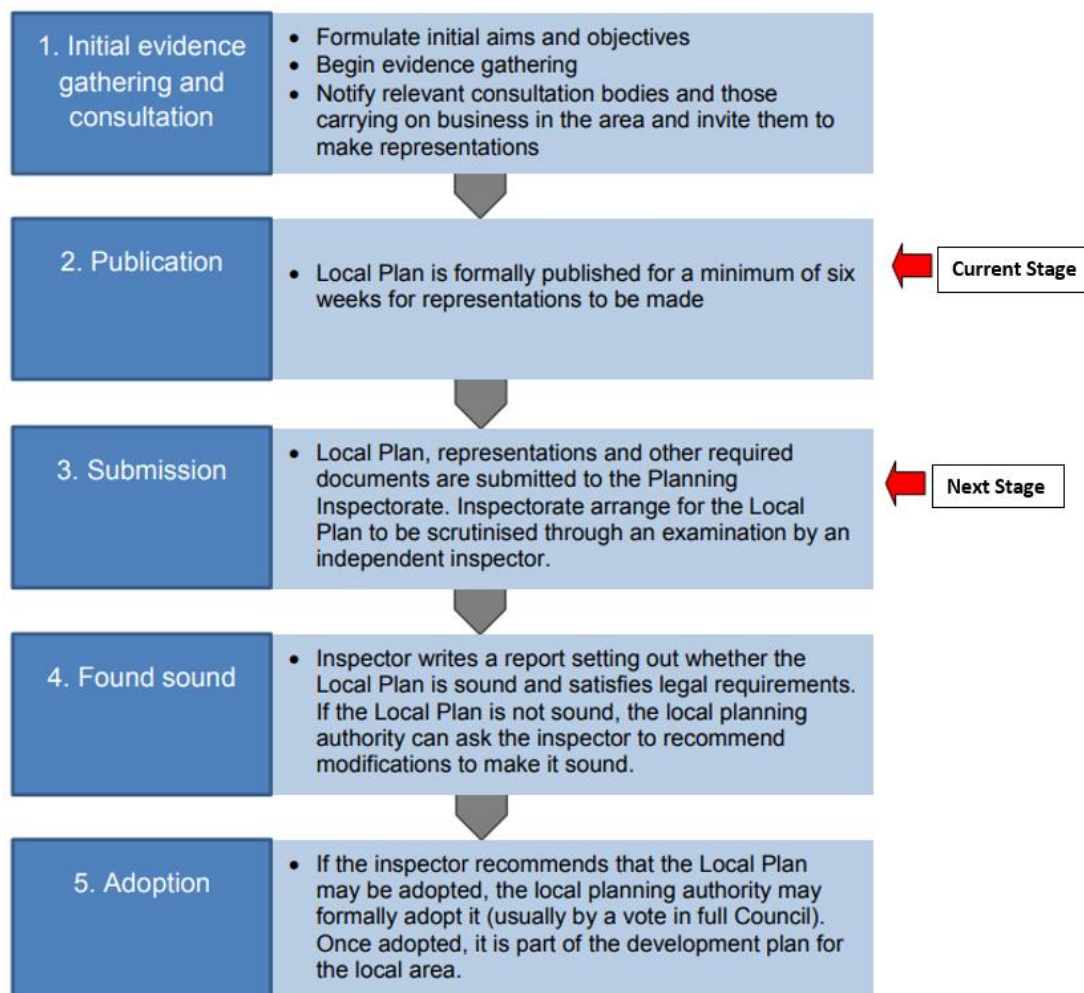 1. Initial evidence
gathering and
consultation
• Formulate initial aims and objectives
• Begin evidence gathering
• Notify relevant consultation bodies and those
carrying on business in the area and invite them to
make representations
2. Publication
• Local Plan is formally published for a minimum of six
weeks for representations to be made
Current Stage
3. Submission
• Local Plan, representations and other required
documents are submitted to the Planning
Inspectorate. Inspectorate arrange for the Local
Plan to be scrutinised through an examination by an
independent inspector.
Next Stage
4. Found sound
• Inspector writes a report setting out whether the
Local Plan is sound and satisfies legal requirements.
If the Local Plan is not sound, the local planning
authority can ask the inspector to recommend
modifications to make it sound.
5. Adoption
• If the inspector recommends that the Local Plan
may be adopted, the local planning authority may
formally adopt it (usually by a vote in full Council).
Once adopted, it is part of the development plan for
the local area.